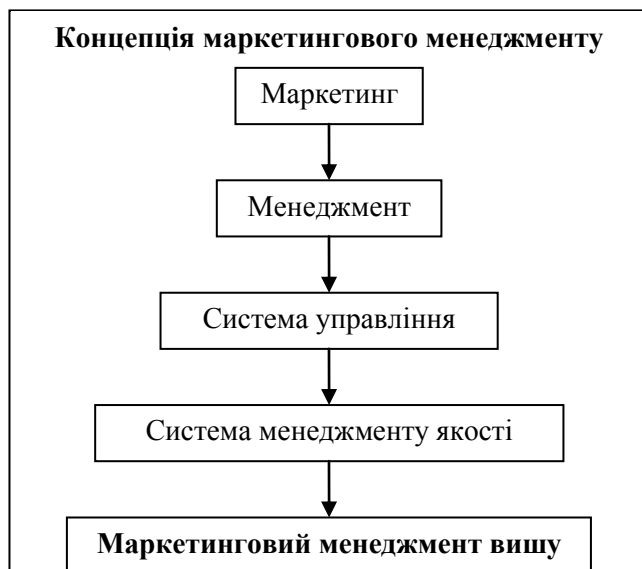 Концепція маркетингового менеджменту
Маркетинг
Менеджмент
Система управління
Система менеджменту якості
Маркетинговий менеджмент вишу